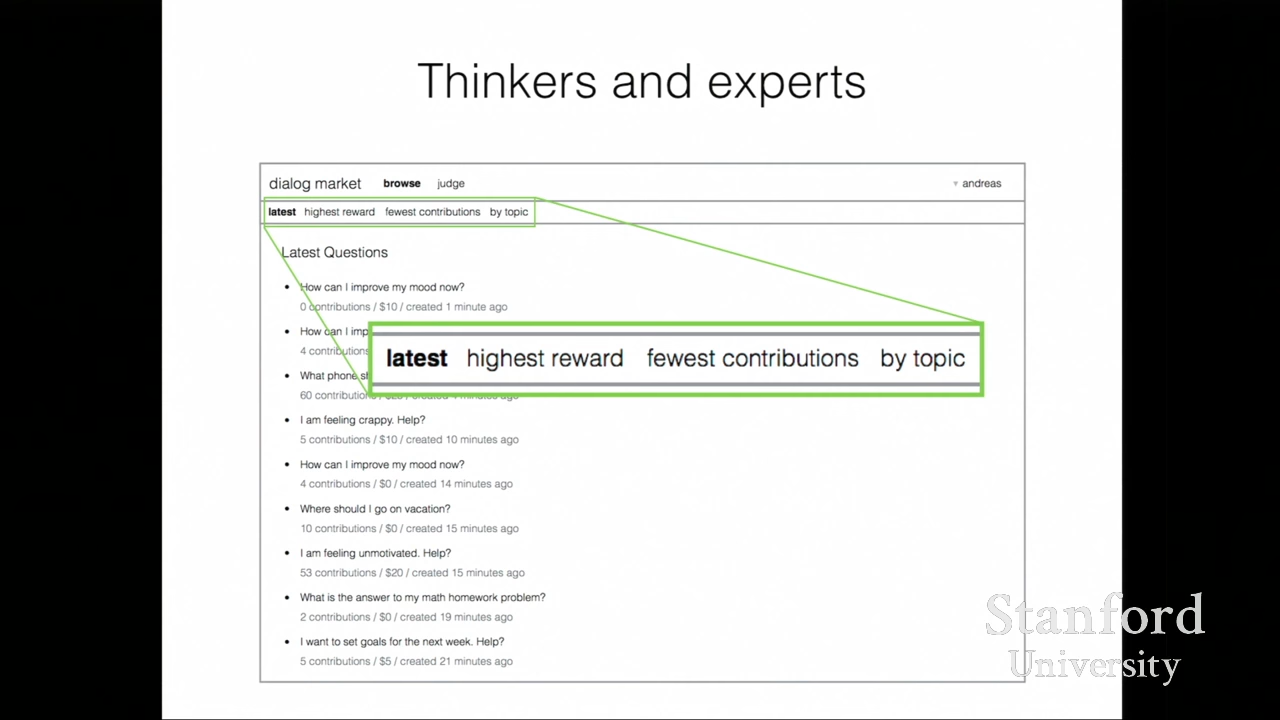 Thinkers and experts
dialog market browse judge andreas
latest highest reward fewest contributions by topic
Latest Questions
How can I improve my mood now?
0 contributions / $10 / created 1 minute ago
How can I imp
4 contributions
latest highest reward fewest contributions by topic
What phone
60 contributions
I am feeling crappy. Help?
5 contributions / $10 / created 10 minutes ago
How can I improve my mood now?
4 contributions / $0 / created 14 minutes ago
Where should I go on vacation?
10 contributions / $0 / created 15 minutes ago
I am feeling unmotivated. Help?
53 contributions / $20 / created 15 minutes ago
What is the answer to my math homework problem?
2 contributions / $0 / created 19 minutes ago
I want to set goals for the next week. Help?
5 contributions / $5 / created 21 minutes ago
Stanford
University